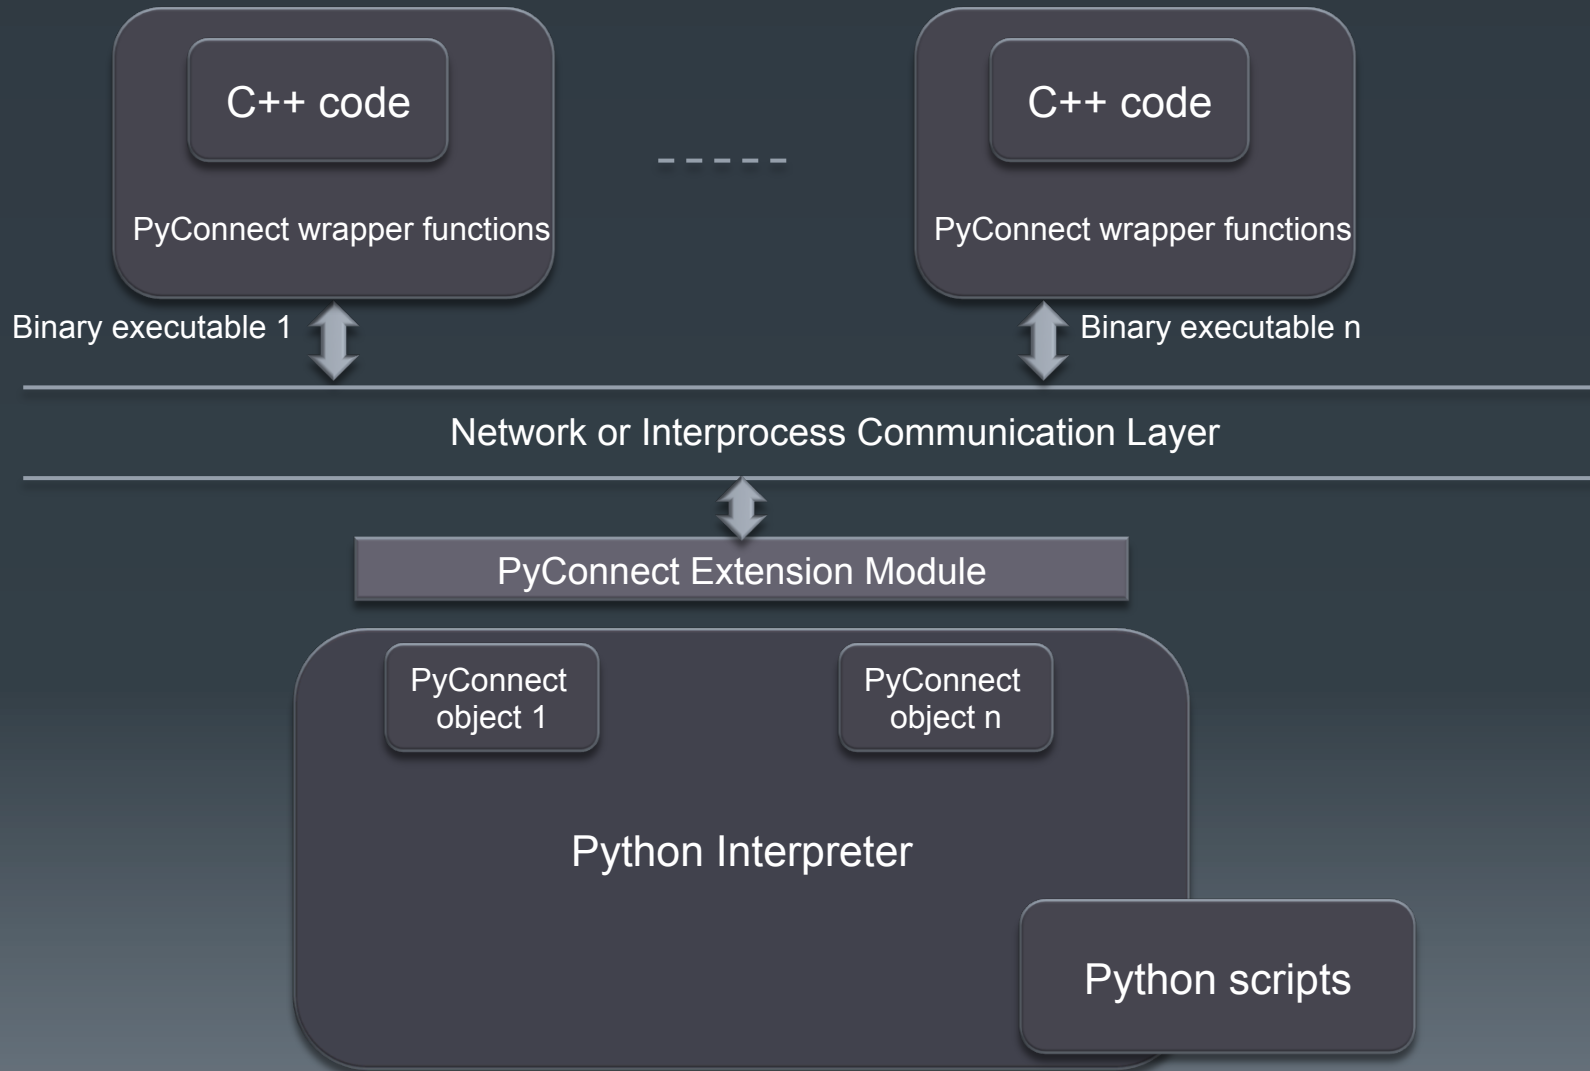 C++ code
C++ code
PyConnect wrapper functions
PyConnect wrapper functions
Binary executable 1
Binary executable n
Network or Interprocess Communication Layer
PyConnect Extension Module
PyConnect
object 1
PyConnect
object n
Python Interpreter
Python scripts